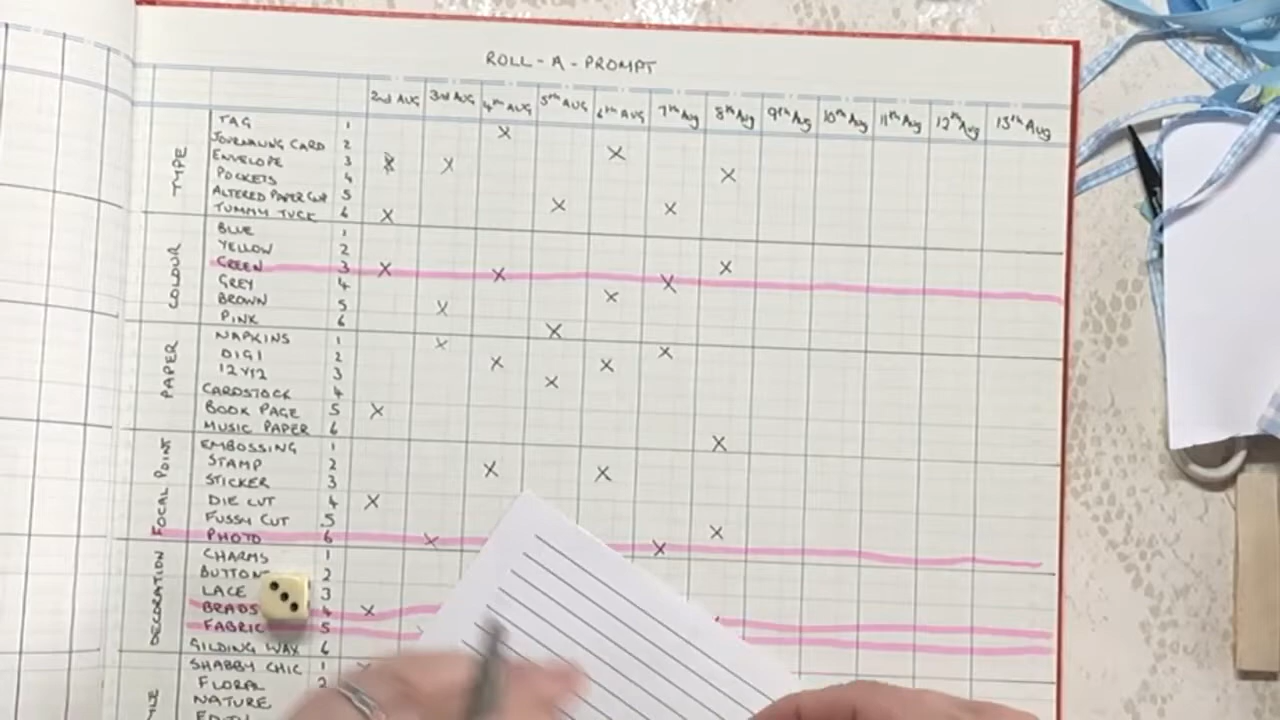 ROLL-A-PROMPT
2nd AUG 3rd AUG 4th AUG 5th AUG 6th AUG 7th Aug 8th Aug 9th Aug 10th Aug 11th Aug 12th Aug 13th Aug
TYPE
TAG 1
JOURNALING CARD 2
ENVELOPE 3 X X
POCKETS 4
ALTERED PAPER CLIP 5
TUMMY TUCK 6
COLOUR
BLUE 1
YELLOW 2
GREEN 3
GREY 4
BROWN 5
PINK 6
PAPER
NAPKINS 1
DIGI 2
12x12 3
CARDSTOCK 4
BOOK PAGE 5
MUSIC PAPER 6
FOCAL POINT
EMBOSSING 1
STAMP 2
STICKER 3
DIE CUT 4
FUSSY CUT 5
PHOTO 6
DECORATION
CHARMS 1
BUTTON 2
LACE 3
BRADS 4
FABRIC 5
GILDING WAX 6
SHABBY CHIC 1
FLORAL 2
NATURE